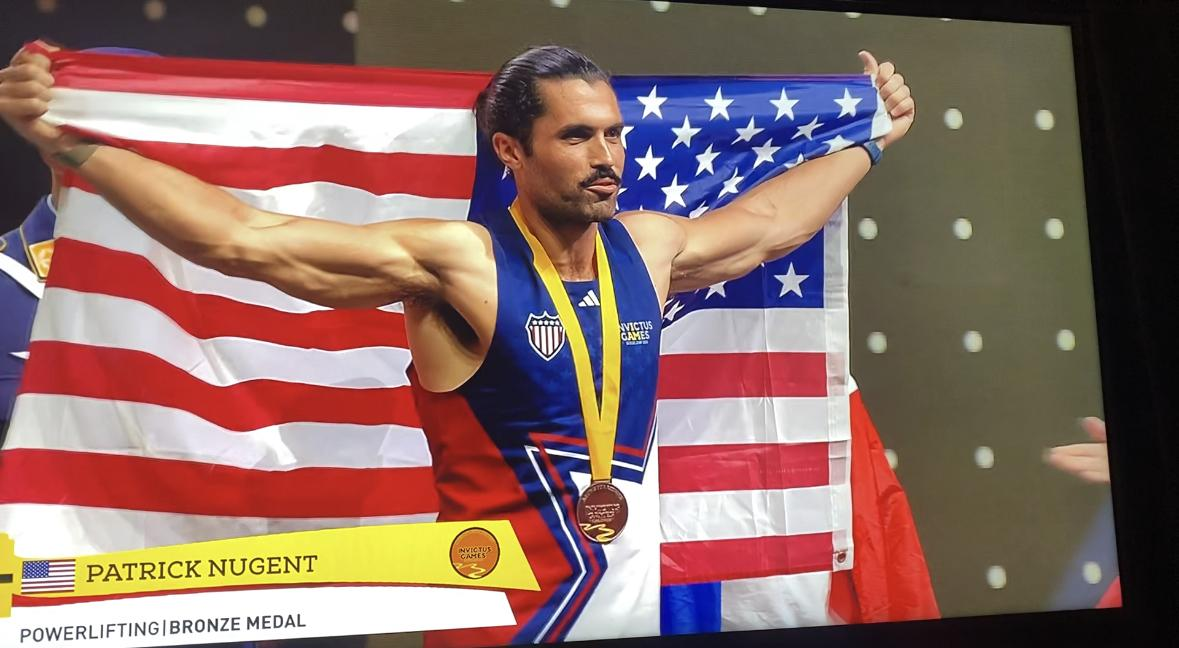 INVICTUS
GAMES
INVICTUS
GAMES
PATRICK NUGENT
POWERLIFTING|BRONZE MEDAL